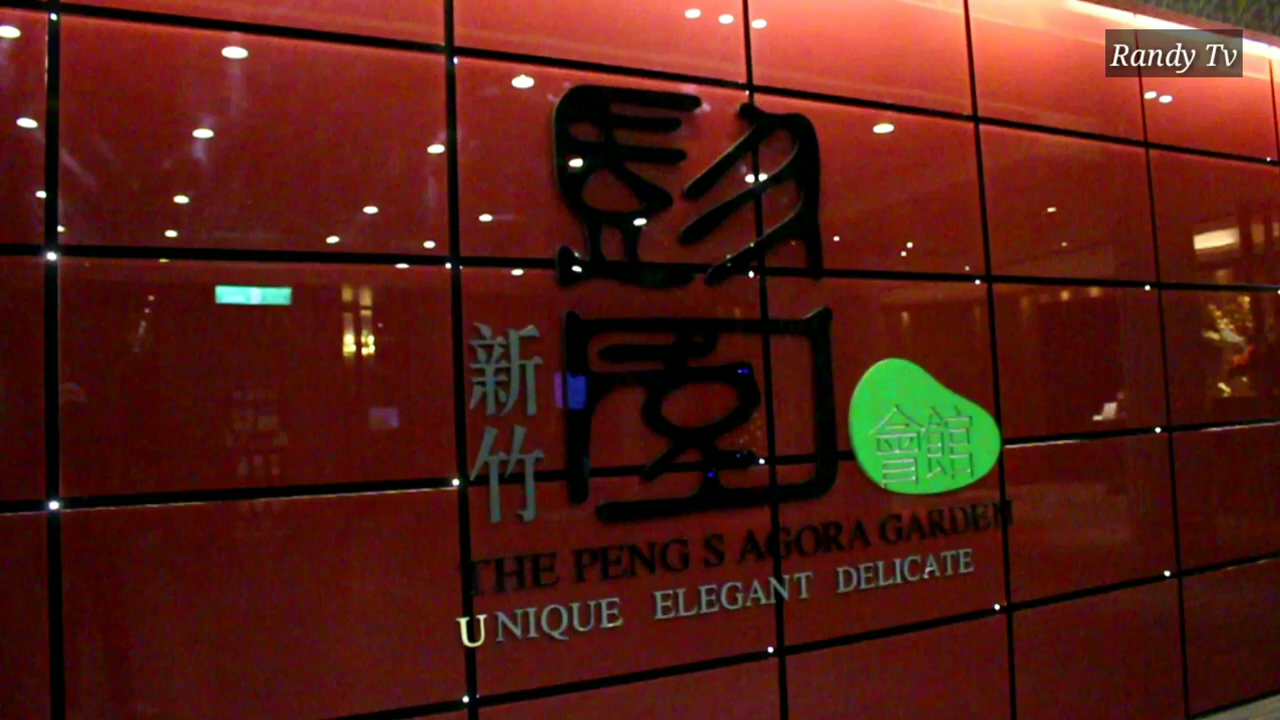 Randy Tv
彭園
新竹
會館
THE PENG S AGORA GARDEN
UNIQUE ELEGANT DELICATE